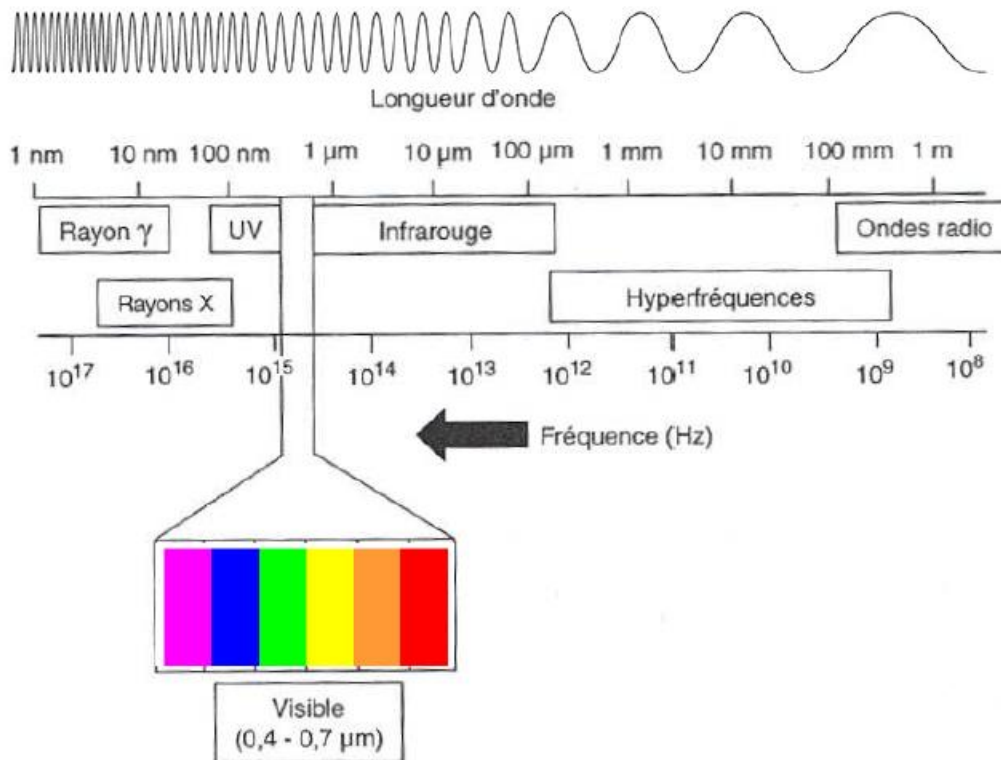 Longueur d'onde
1 nm 10 nm 100 nm 1 µm 10 µm 100 µm 1 mm 10 mm 100 mm 1 m
Rayon γ UV Infrarouge Ondes radio
Rayons X Hyperfréquences
10¹⁷ 10¹⁶ 10¹⁵ 10¹⁴ 10¹³ 10¹² 10¹¹ 10¹⁰ 10⁹ 10⁸
Fréquence (Hz)
Visible
(0,4 - 0,7 µm)